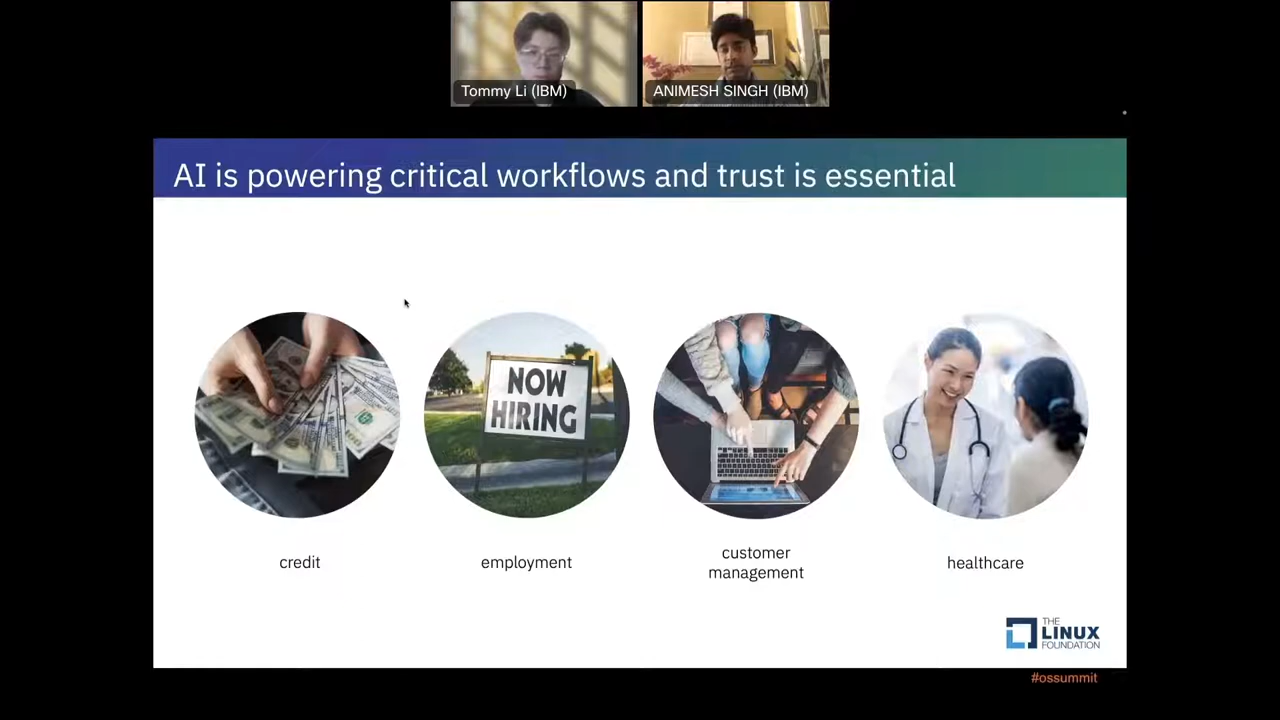 Tommy Li (IBM)
ANIMESH SINGH (IBM)
AI is powering critical workflows and trust is essential
NOW
HIRING
credit
employment
customer
management
healthcare
THE
LINUX
FOUNDATION
#ossummit